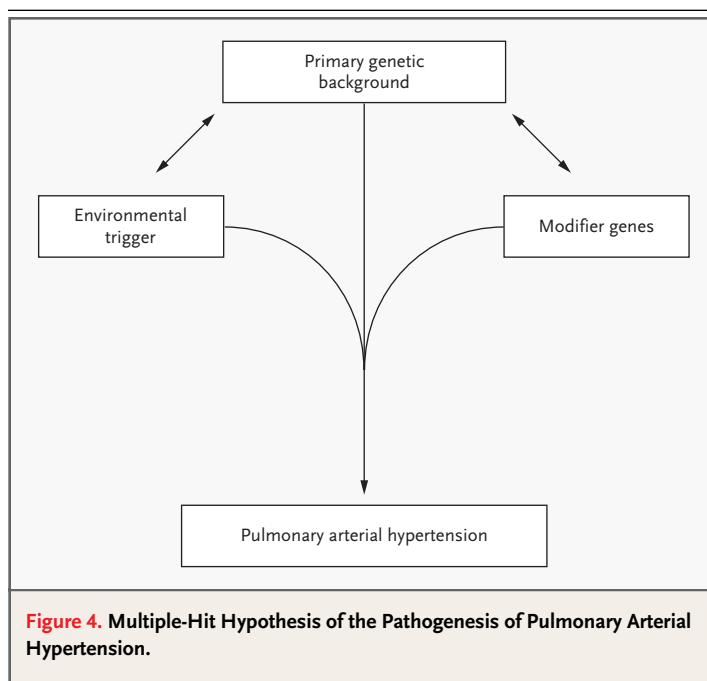 Primary genetic
background
Environmental
trigger
Modifier genes
Pulmonary arterial hypertension
Figure 4. Multiple-Hit Hypothesis of the Pathogenesis of Pulmonary Arterial
Hypertension.